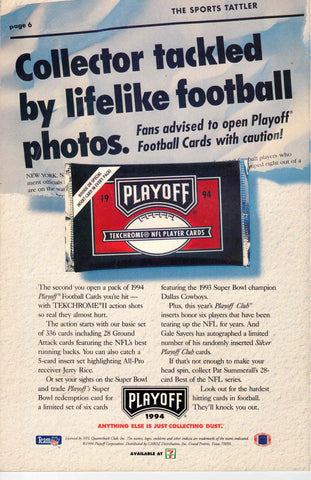 page 6
THE SPORTS TATTLER
Collector tackled
by lifelike football
photos.
Fans advised to open Playoff®
Football Cards with caution!
NEW YORK, N
ment officials
are on the wa
ball players who
ped right out of a
PLAYOFF
19 94
TEKCHROME™ NFL PLAYER CARDS
The second you open a pack of 1994
Playoff™ Football Cards you're hit —
with TEKCHROME™II action shots
so real they almost hurt.
The action starts with our basic set
of 336 cards including 28 Ground
Attack cards featuring the NFL's best
running backs. You can also catch a
5-card insert set highlighting All-Pro
receiver Jerry Rice.
Or set your sights on the Super Bowl
and trade Playoff's Super
Bowl redemption card for
a limited set of six cards
featuring the 1993 Super Bowl champion
Dallas Cowboys.
Plus, this year's Playoff Club™
inserts honor six players that have been
tearing up the NFL for years. And
Gale Sayers has autographed a limited
number of his randomly inserted Silver
Playoff Club cards.
If that's not enough to make your
head spin, collect Pat Summerall's 28-
card Best of the NFL series.
Look out for the hardest
hitting cards in football.
They'll knock you out.
PLAYOFF
1994
ANYTHING ELSE IS JUST COLLECTING DUST.
Team NFL
AVAILABLE AT